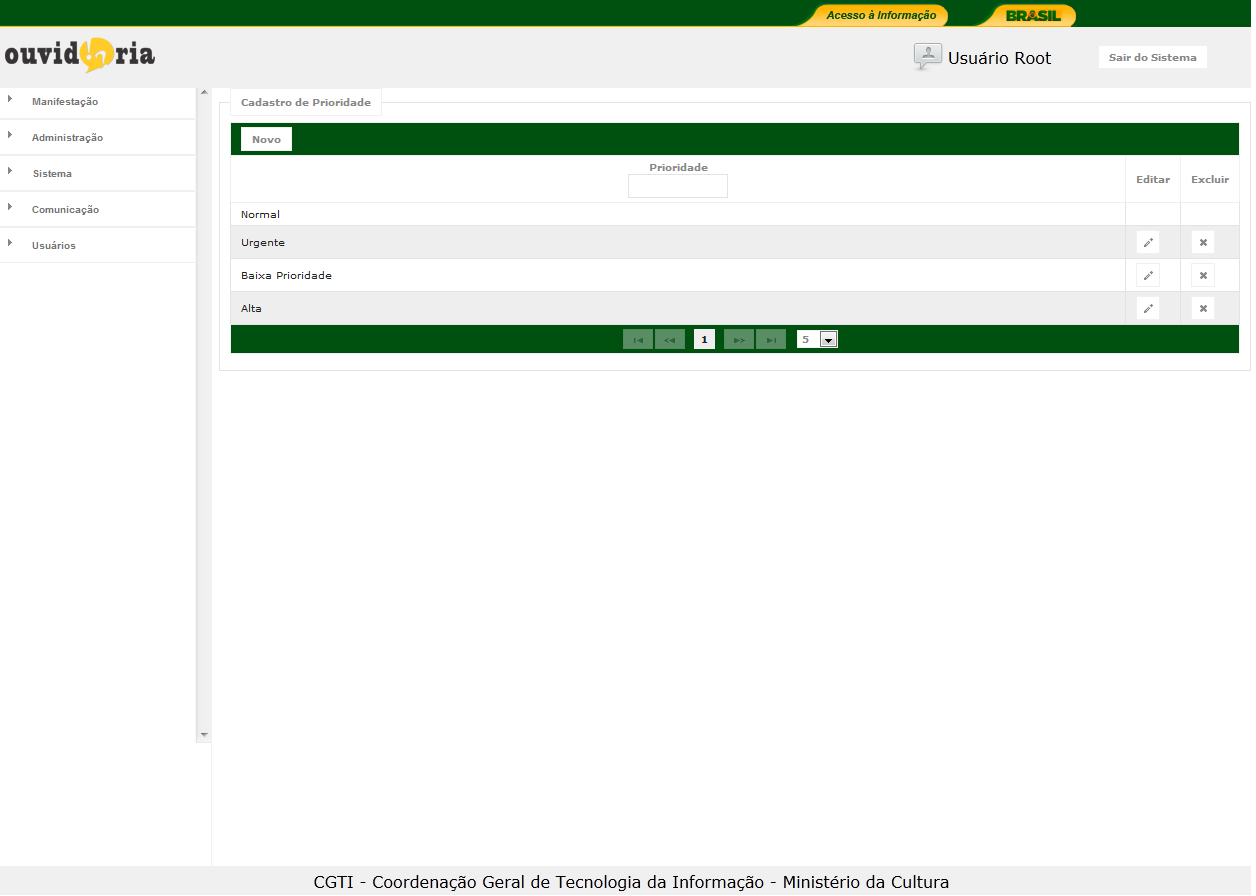 Acesso à Informação
BRASIL
ouvidoria
Usuário Root
Sair do Sistema
Manifestação
Administração
Sistema
Comunicação
Usuários
Cadastro de Prioridade
Novo
Prioridade
Editar
Excluir
Normal
Urgente
Baixa Prioridade
Alta
1
5
CGTI - Coordenação Geral de Tecnologia da Informação - Ministério da Cultura